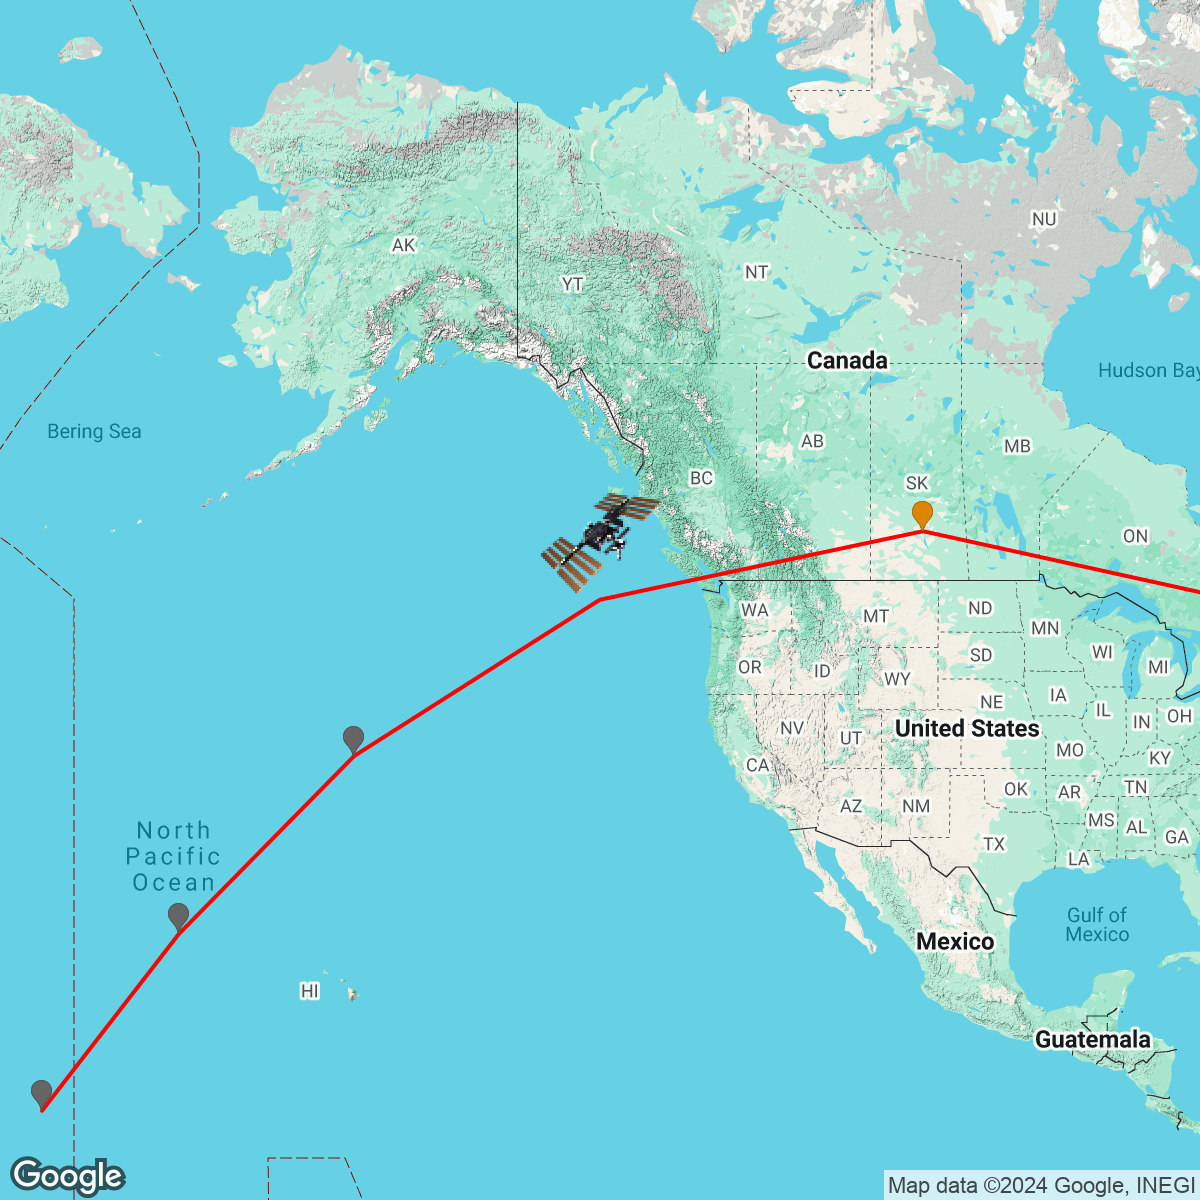 NU
AK
NT
YT
Canada
Hudson Bay
Bering Sea
AB
MB
BC
SK
ON
WA
ND
MT
MN
SD
WI
MI
OR
ID
WY
NE
IA
IL
IN
OH
NV
UT
United States
MO
KY
CA
OK
AR
TN
AZ
NM
MS
AL
GA
TX
LA
North
Pacific
Ocean
Gulf of
Mexico
Mexico
HI
Guatemala
Google
Map data ©2024 Google, INEGI